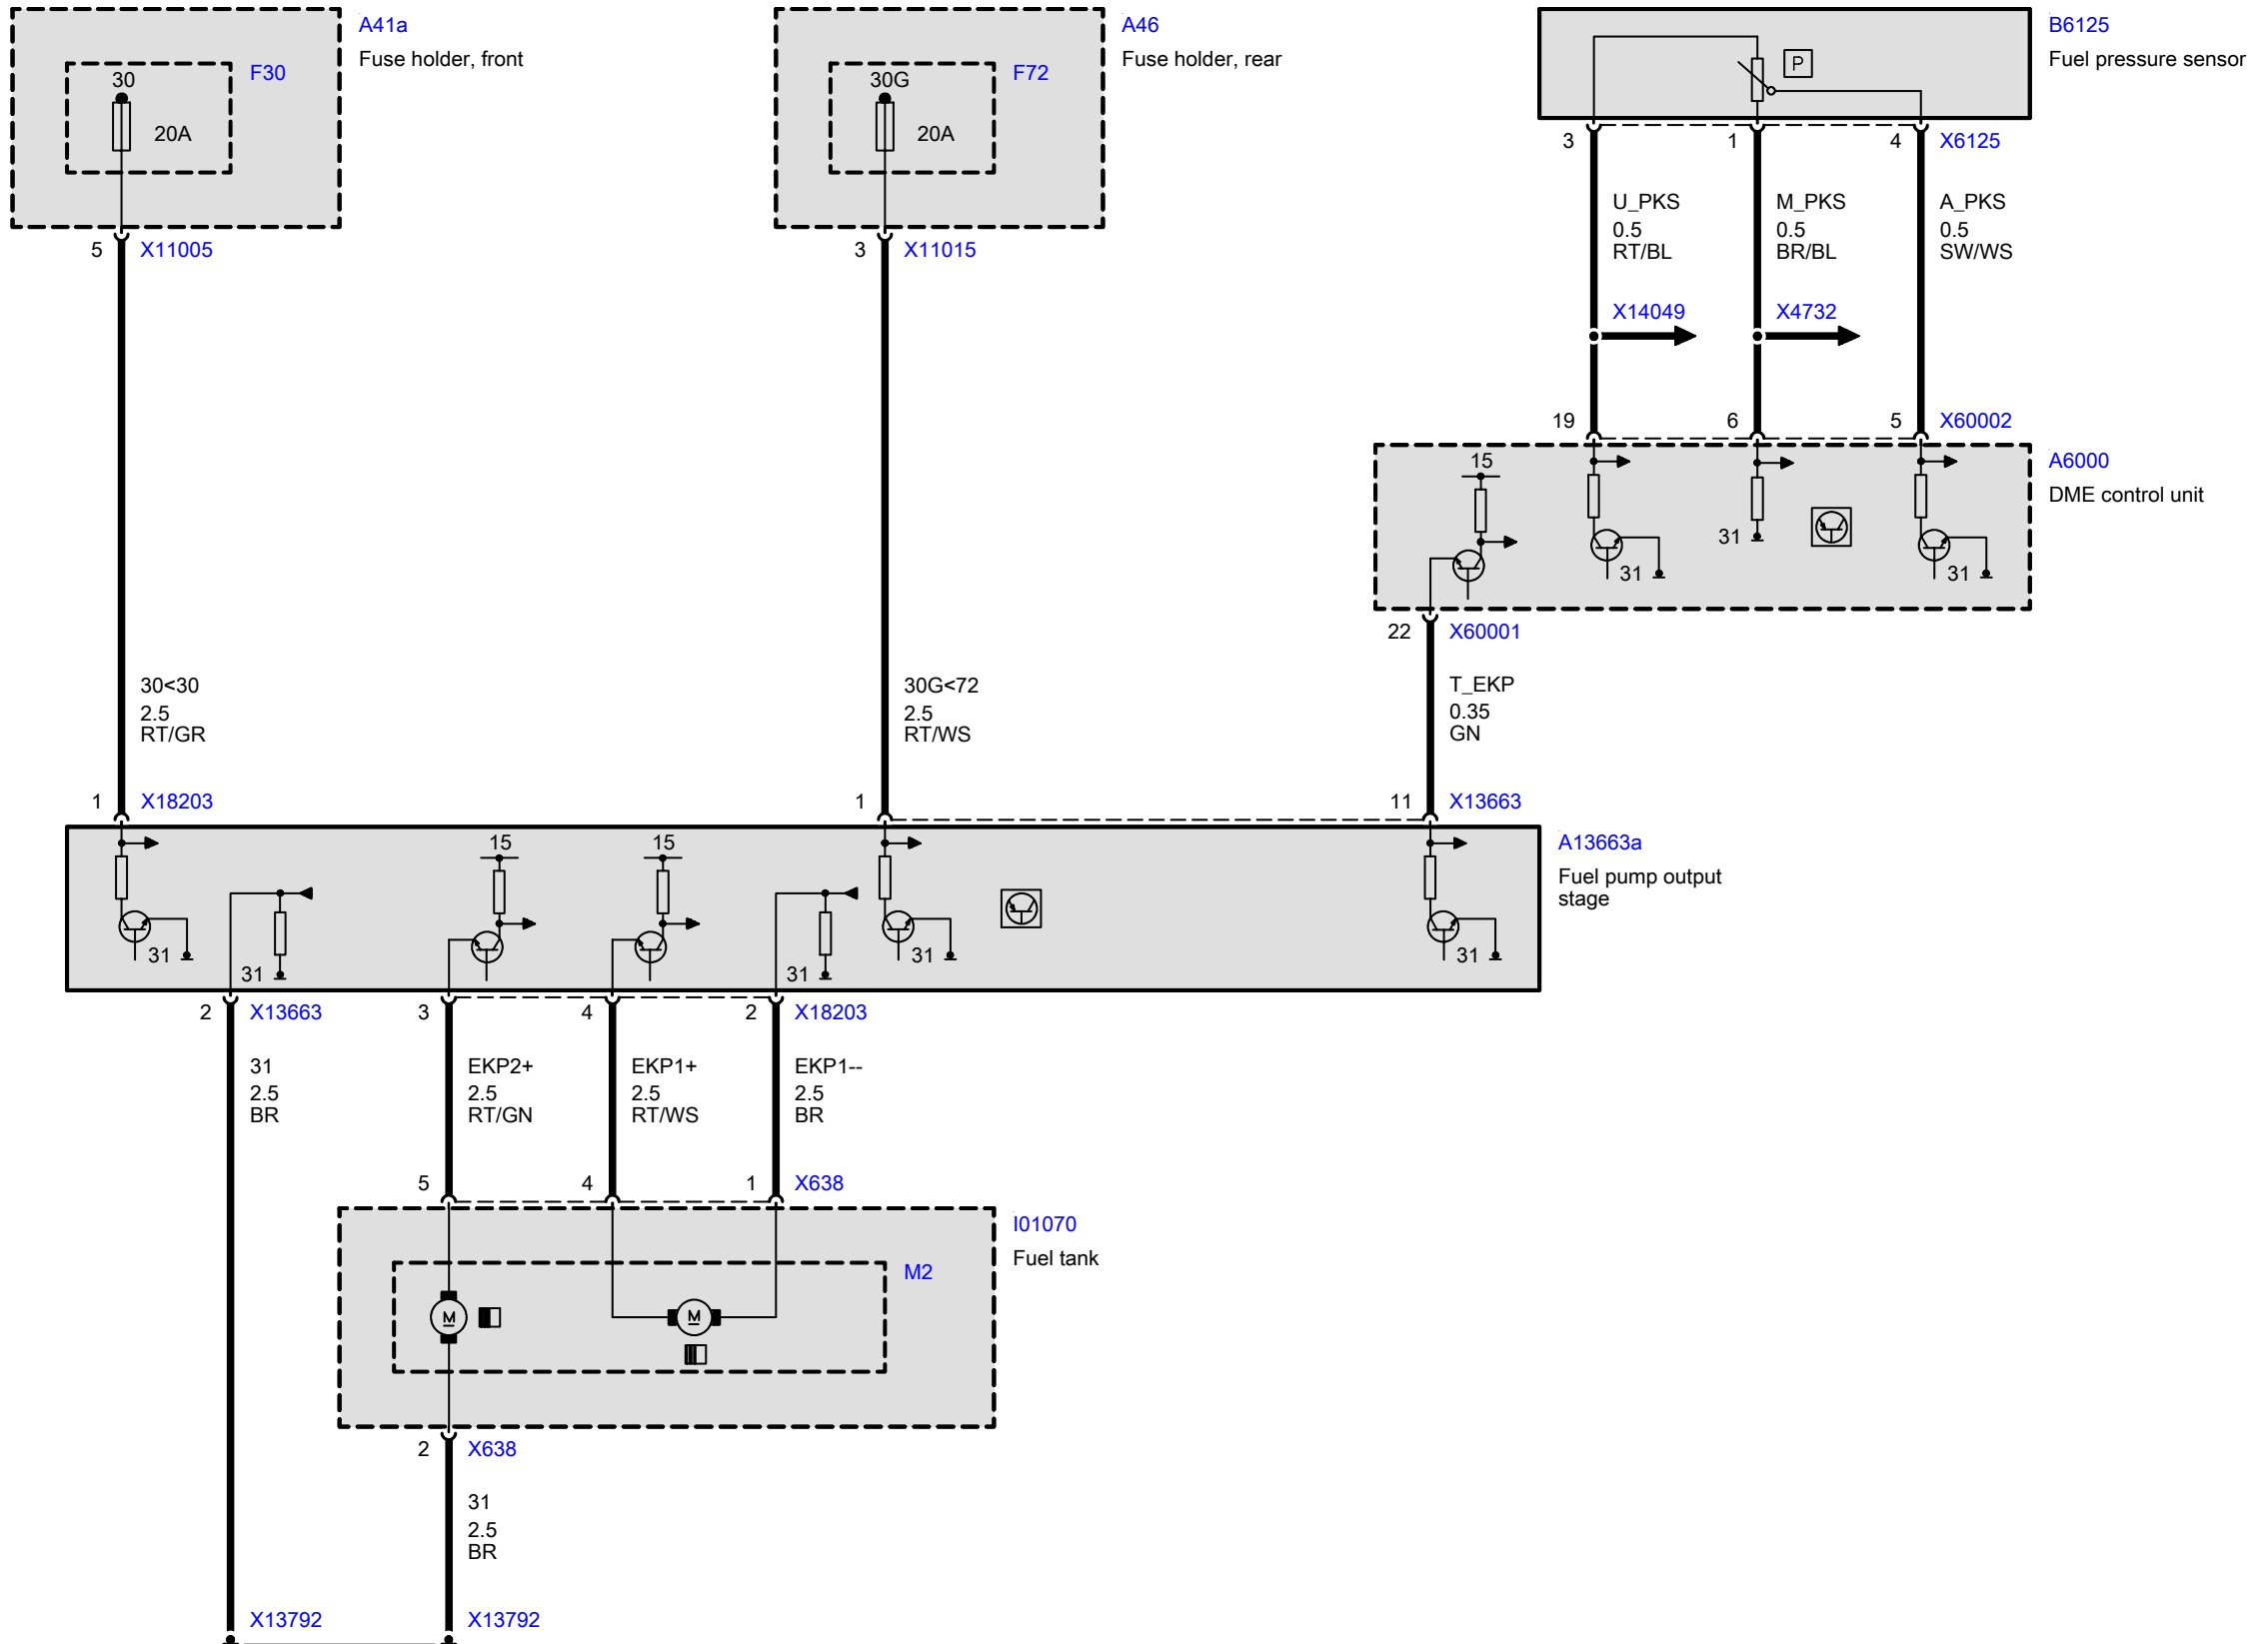 A41a
Fuse holder, front
F30
30
20A
5
X11005
A46
Fuse holder, rear
F72
30G
20A
3
X11015
B6125
Fuel pressure sensor
P
3
1
4
X6125
U_PKS
0.5
RT/BL
M_PKS
0.5
BR/BL
A_PKS
0.5
SW/WS
X14049
X4732
19
6
5
X60002
A6000
DME control unit
15
31
31
31
22
X60001
30<30
2.5
RT/GR
30G<72
2.5
RT/WS
T_EKP
0.35
GN
1
X18203
1
11
X13663
A13663a
Fuel pump output
stage
15
15
31
31
31
31
31
2
X13663
3
4
2
X18203
31
2.5
BR
EKP2+
2.5
RT/GN
EKP1+
2.5
RT/WS
EKP1--
2.5
BR
5
4
1
X638
I01070
Fuel tank
M2
M
M
2
X638
31
2.5
BR
X13792
X13792